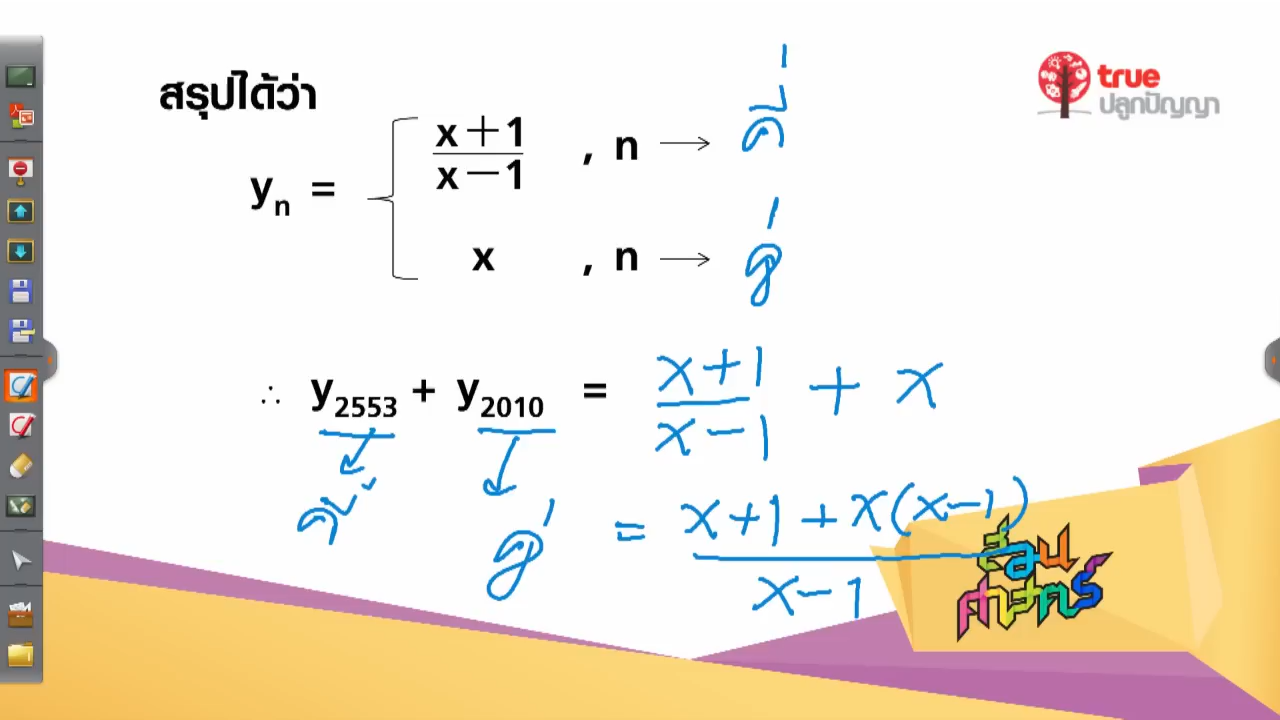 สรุปได้ว่า
true
ปลูกปัญญา
yₙ = { (x+1)/(x−1) , n → คี่
x , n → คู่
∴ y₂₅₅₃ + y₂₀₁₀ = (x+1)/(x−1) + x
คี่ คู่
= (x+1+x(x−1))/(x−1)
สอนศาสตร์